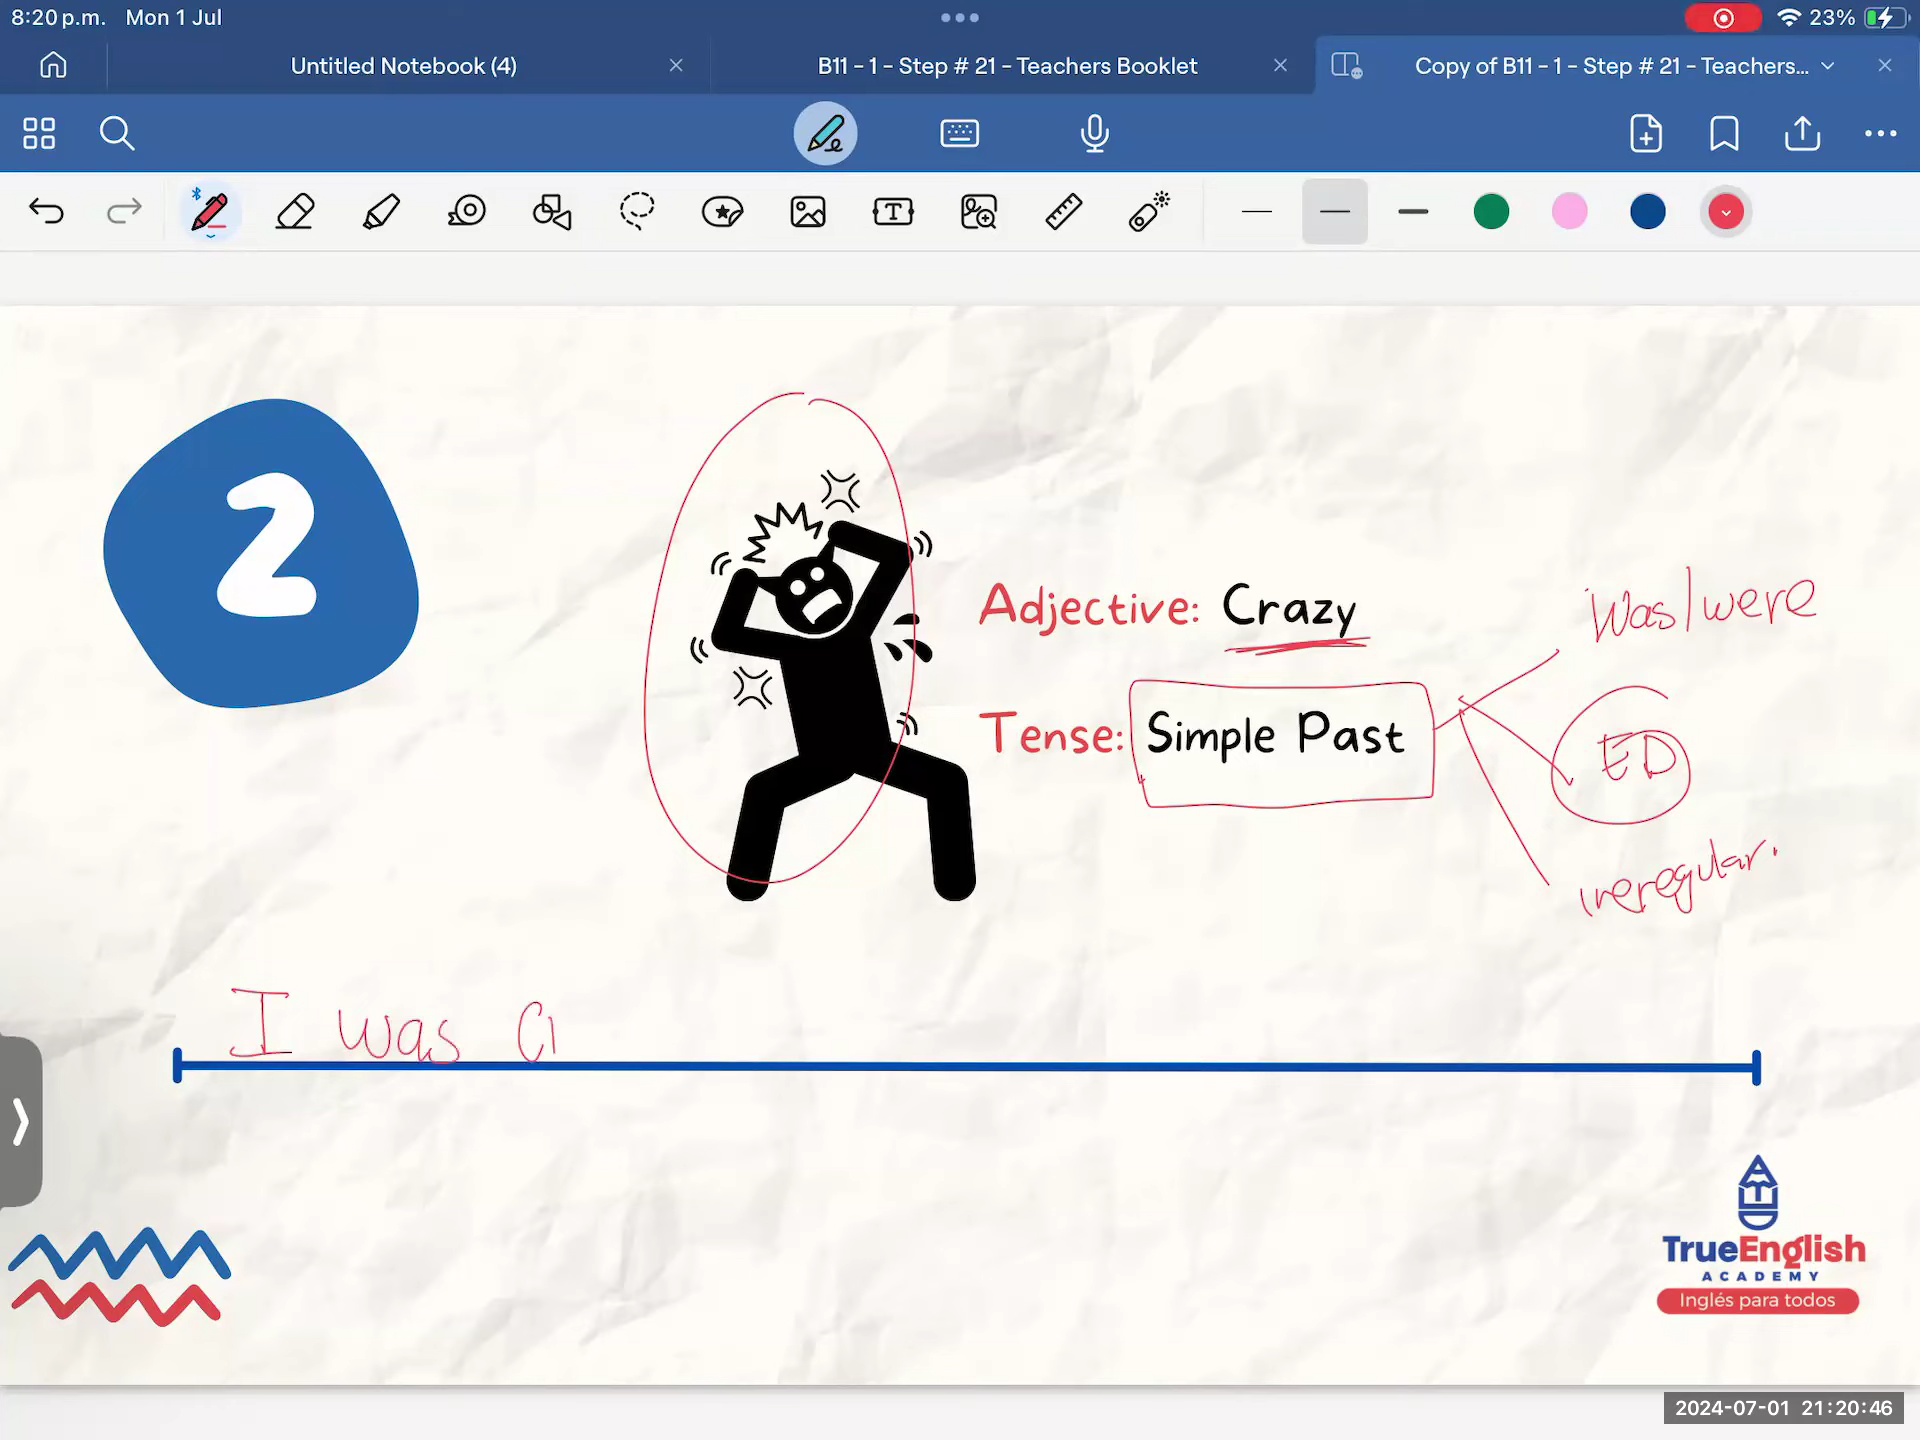 8:20 p.m. Mon 1 Jul
23%
Untitled Notebook (4)
B11 - 1 - Step # 21 - Teachers Booklet
Copy of B11 - 1 - Step # 21 - Teachers...
2
Adjective: Crazy
Was/were
Tense: Simple Past
ED
irregular.
I was Cr
TrueEnglish
ACADEMY
Inglés para todos
2024-07-01 21:20:46